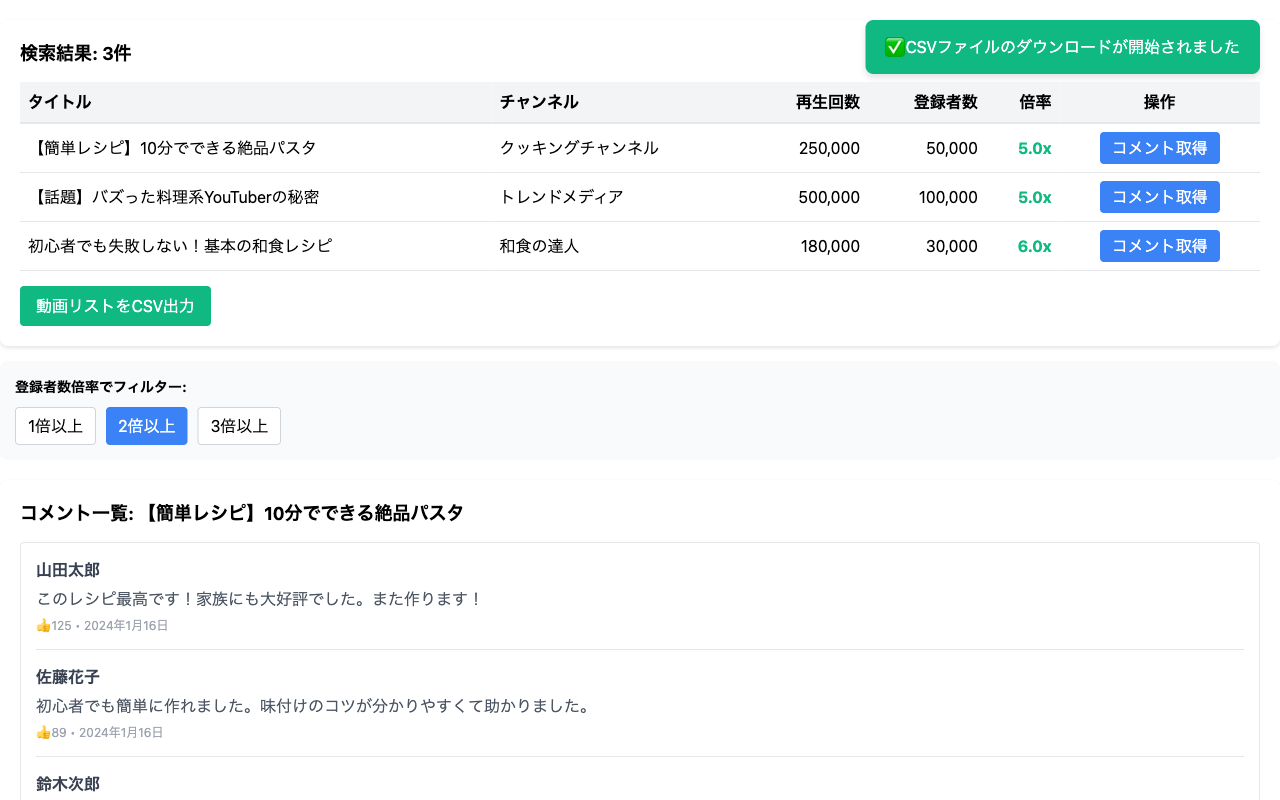 検索結果: 3件
✅CSVファイルのダウンロードが開始されました
タイトル チャンネル 再生回数 登録者数 倍率 操作
【簡単レシピ】10分でできる絶品パスタ クッキングチャンネル 250,000 50,000 5.0x コメント取得
【話題】バズった料理系YouTuberの秘密 トレンドメディア 500,000 100,000 5.0x コメント取得
初心者でも失敗しない！基本の和食レシピ 和食の達人 180,000 30,000 6.0x コメント取得
動画リストをCSV出力
登録者数倍率でフィルター:
1倍以上 2倍以上 3倍以上
コメント一覧: 【簡単レシピ】10分でできる絶品パスタ
山田太郎
このレシピ最高です！家族にも大好評でした。また作ります！
👍125 • 2024年1月16日
佐藤花子
初心者でも簡単に作れました。味付けのコツが分かりやすくて助かりました。
👍89 • 2024年1月16日
鈴木次郎